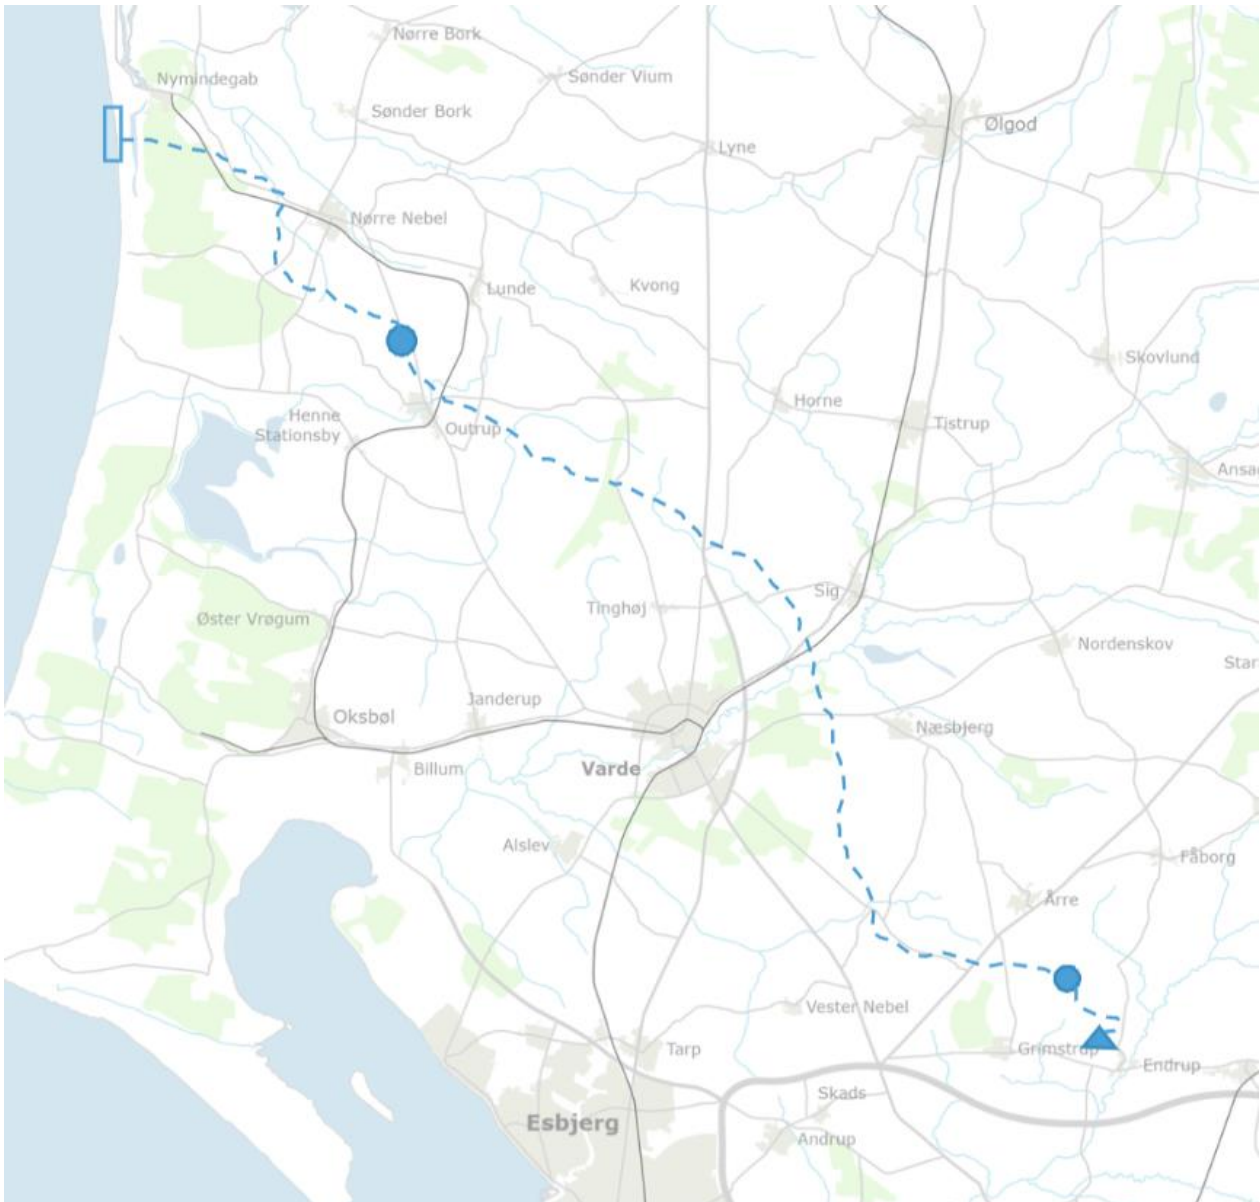 Nørre Bork
Nymindegab
Sønder Vium
Sønder Bork
Ølgod
Lyne
Nørre Nebel
Lunde
Kvong
Skovlund
Horne
Henne
Stationsby
Outrup
Tistrup
Ansa
Sig
Tinghøj
Øster Vrøgum
Nordenskov
Star
Janderup
Oksbøl
Næsbjerg
Billum
Varde
Alslev
Fåborg
Årre
Vester Nebel
Tarp
Grimstrup
Endrup
Skads
Esbjerg
Andrup